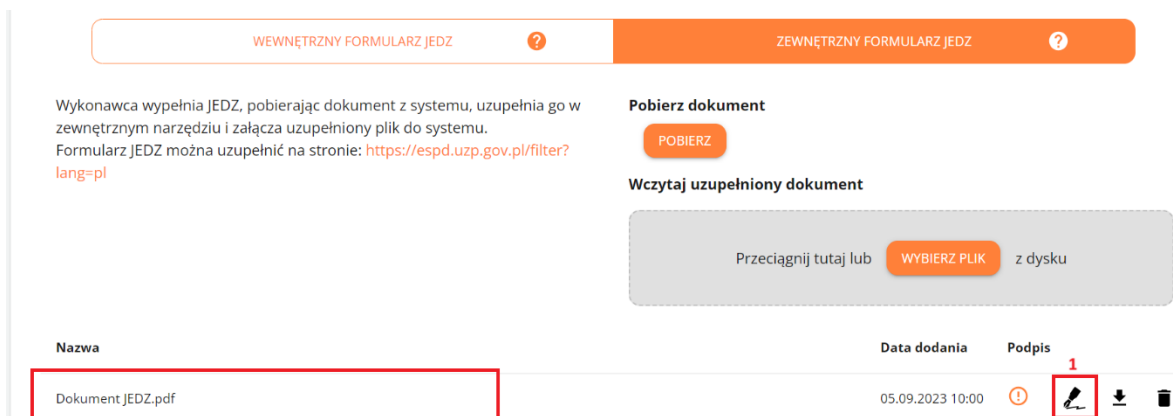 WEWNĘTRZNY FORMULARZ JEDZ ?
ZEWNĘTRZNY FORMULARZ JEDZ ?
Wykonawca wypełnia JEDZ, pobierając dokument z systemu, uzupełnia go w
zewnętrznym narzędziu i załącza uzupełniony plik do systemu.
Formularz JEDZ można uzupełnić na stronie: https://espd.uzp.gov.pl/filter?
lang=pl
Pobierz dokument
POBIERZ
Wczytaj uzupełniony dokument
Przeciągnij tutaj lub WYBIERZ PLIK z dysku
Nazwa Data dodania Podpis
1
Dokument JEDZ.pdf 05.09.2023 10:00